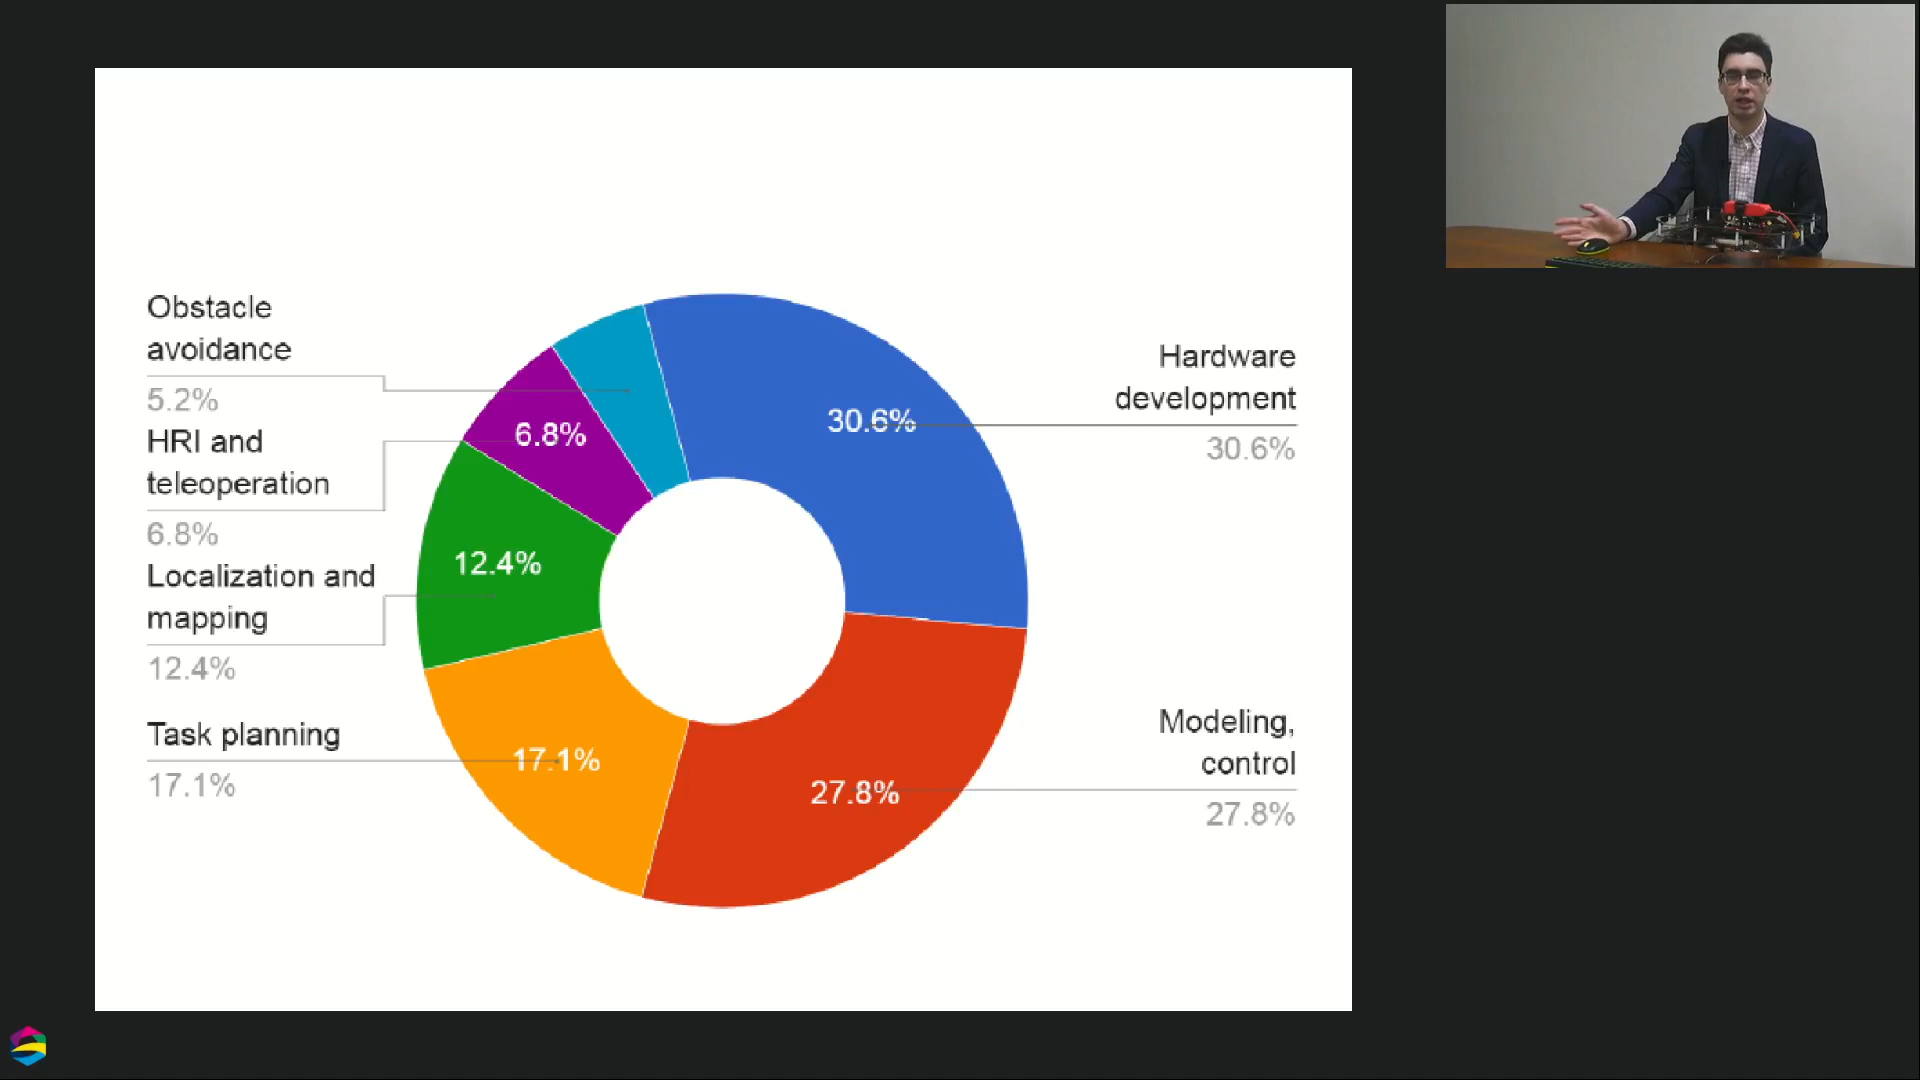 Obstacle
avoidance
5.2%
HRI and
teleoperation
6.8%
Localization and
mapping
12.4%
Task planning
17.1%
6.8%
12.4%
17.1%
30.6%
27.8%
Hardware
development
30.6%
Modeling,
control
27.8%